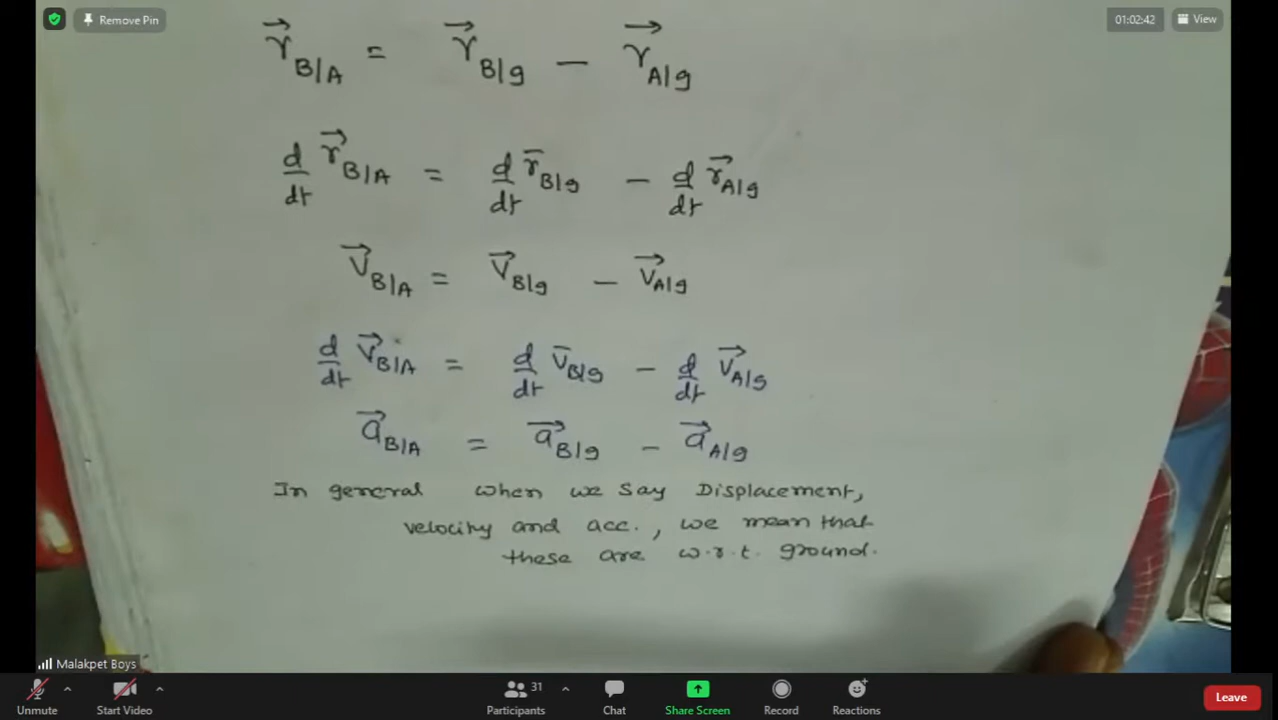 Remove Pin
01:02:42 View
r⃗ B/A = r⃗ B/g − r⃗ A/g
d/dt r⃗ B/A = d/dt r̄ B/g − d/dt r⃗ A/g
V⃗ B/A = V⃗ B/g − V⃗ A/g
d/dt V⃗ B/A = d/dt V̄ B/g − d/dt V⃗ A/g
a⃗ B/A = a⃗ B/g − a⃗ A/g
In general when we say Displacement,
velocity and acc., we mean that
these are w.r.t. ground.
Malakpet Boys
Unmute Start Video 31 Participants Chat Share Screen Record Reactions Leave